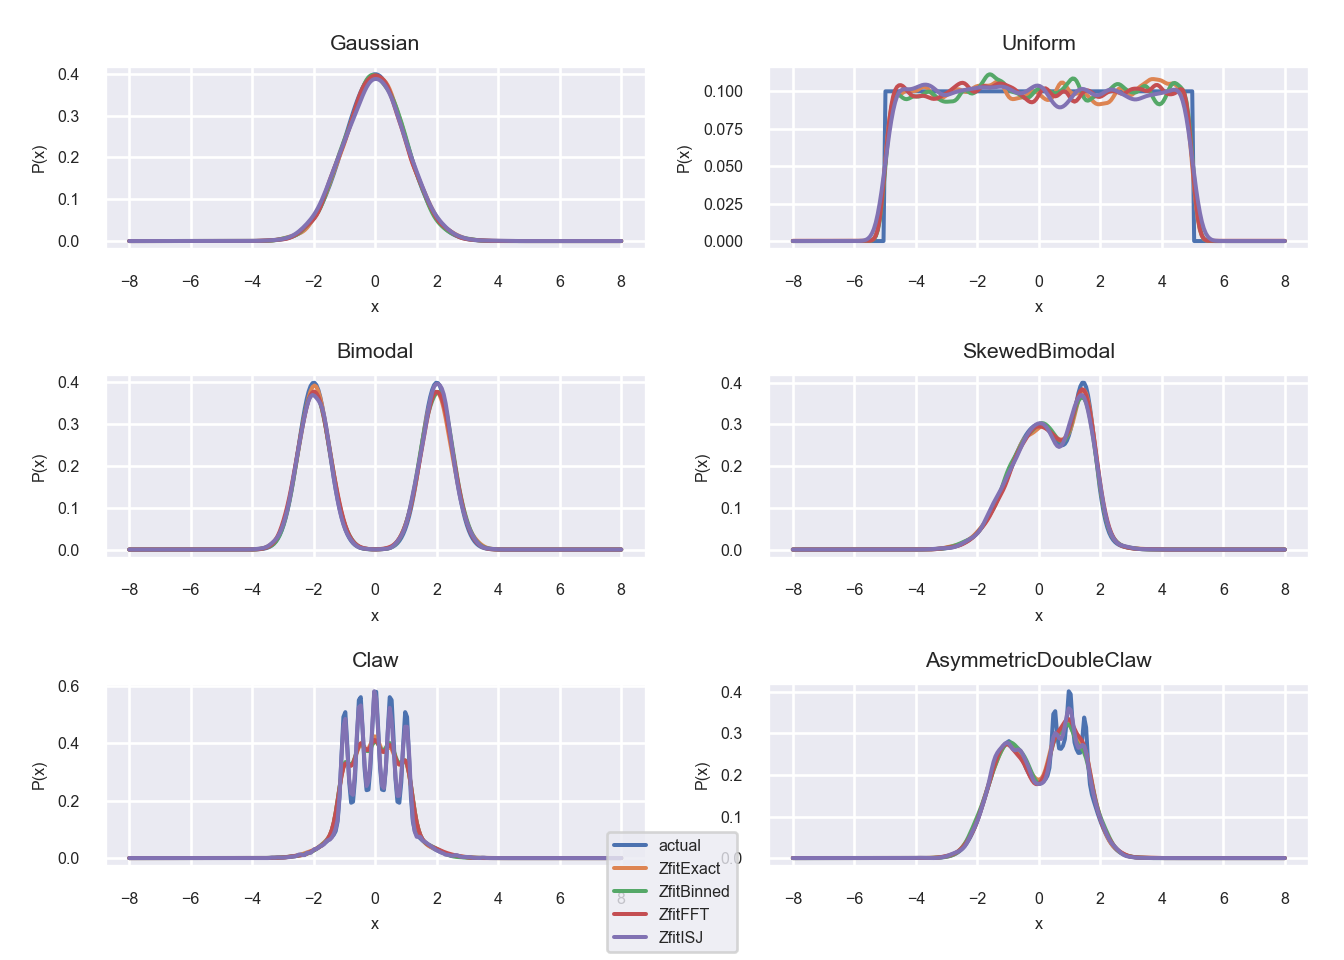 Gaussian
P(x)
0.4
0.3
0.2
0.1
0.0
−8 −6 −4 −2 0 2 4 6 8
x
Uniform
P(x)
0.100
0.075
0.050
0.025
0.000
−8 −6 −4 −2 0 2 4 6 8
x
Bimodal
P(x)
0.4
0.3
0.2
0.1
0.0
−8 −6 −4 −2 0 2 4 6 8
x
SkewedBimodal
P(x)
0.4
0.3
0.2
0.1
0.0
−8 −6 −4 −2 0 2 4 6 8
x
Claw
P(x)
0.6
0.4
0.2
0.0
−8 −6 −4 −2 0 2 4 6 8
x
AsymmetricDoubleClaw
P(x)
0.4
0.3
0.2
0.1
0.0
−8 −6 −4 −2 0 2 4 6 8
x
actual
ZfitExact
ZfitBinned
ZfitFFT
ZfitISJ